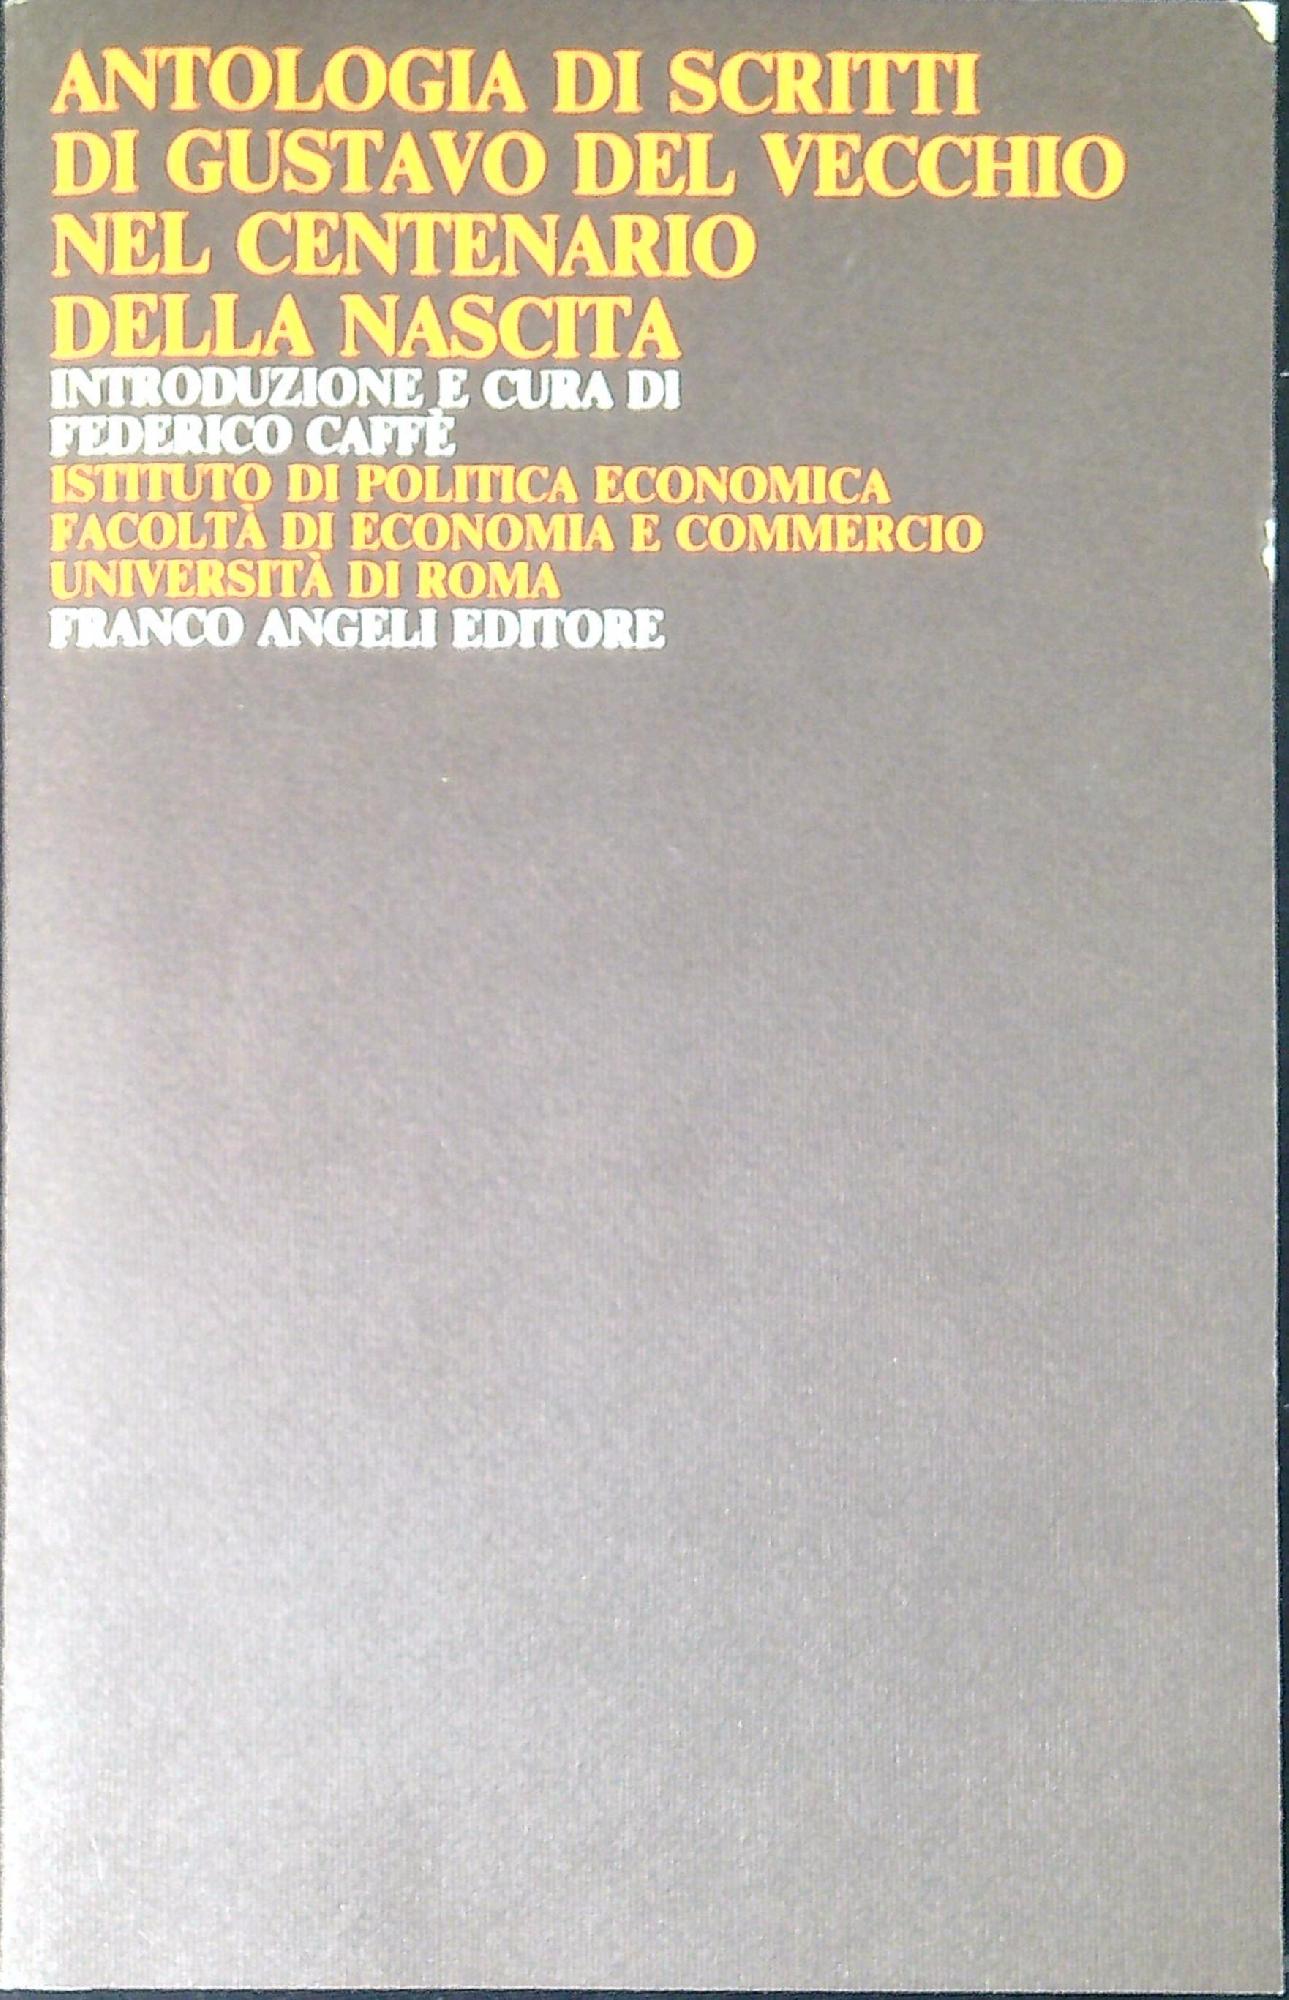 ANTOLOGIA DI SCRITTI
DI GUSTAVO DEL VECCHIO
NEL CENTENARIO
DELLA NASCITA
INTRODUZIONE E CURA DI
FEDERICO CAFFÈ
ISTITUTO DI POLITICA ECONOMICA
FACOLTÀ DI ECONOMIA E COMMERCIO
UNIVERSITÀ DI ROMA
FRANCO ANGELI EDITORE